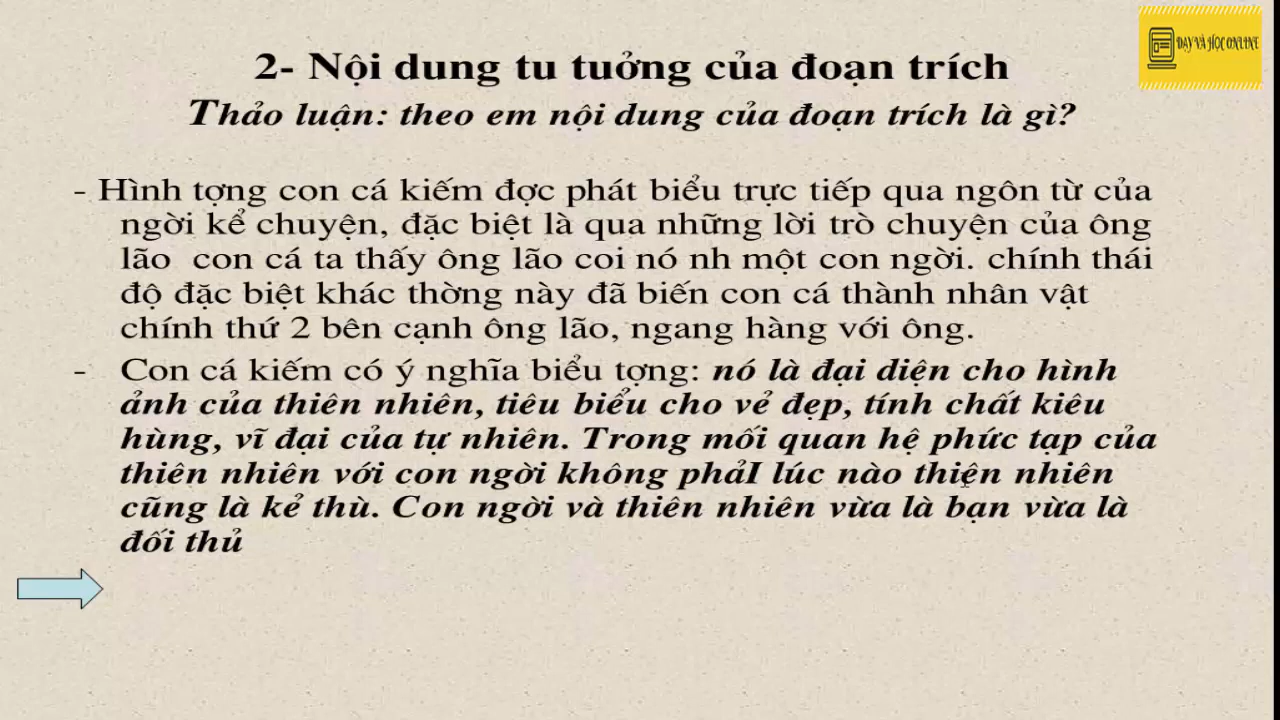 DẠY VÀ HỌC ONLINE
2- Nội dung tu tuởng của đoạn trích
Thảo luận: theo em nội dung của đoạn trích là gì?
- Hình tợng con cá kiếm đợc phát biểu trực tiếp qua ngôn từ của
ngời kể chuyện, đặc biệt là qua những lời trò chuyện của ông
lão con cá ta thấy ông lão coi nó nh một con ngời. chính thái
độ đặc biệt khác thờng này đã biến con cá thành nhân vật
chính thứ 2 bên cạnh ông lão, ngang hàng với ông.
- Con cá kiếm có ý nghĩa biểu tợng: nó là đại diện cho hình
ảnh của thiên nhiên, tiêu biểu cho vẻ đẹp, tính chất kiêu
hùng, vĩ đại của tự nhiên. Trong mối quan hệ phức tạp của
thiên nhiên với con ngời không phảI lúc nào thiên nhiên
cũng là kẻ thù. Con ngời và thiên nhiên vừa là bạn vừa là
đối thủ